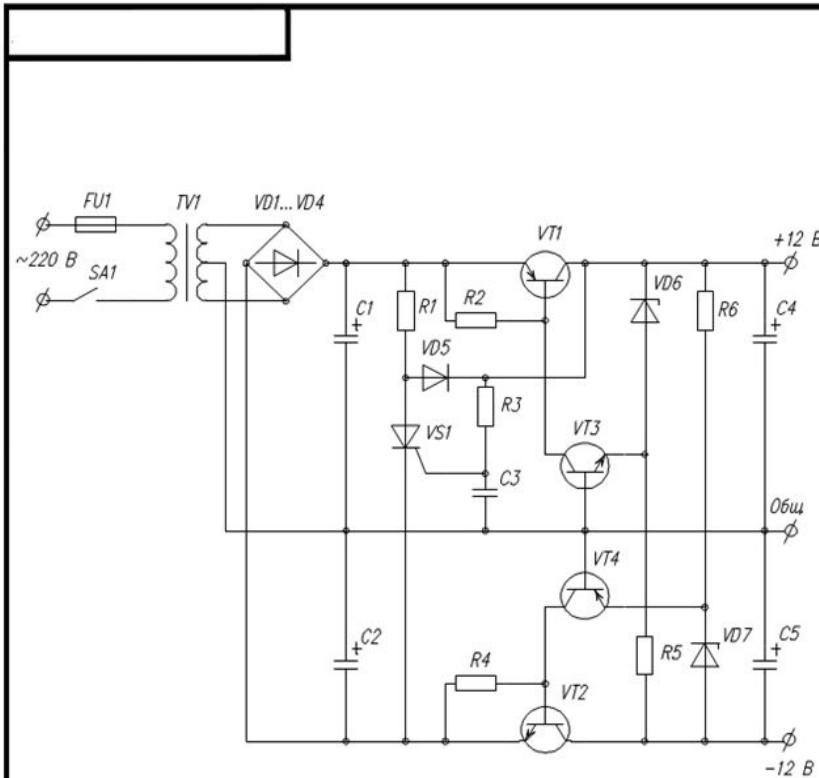 FU1
TV1
VD1...VD4
VT1
+12 В
~220 В
SA1
C1
R1
R2
VD6
R6
C4
VD5
R3
VS1
VT3
C3
Общ
VT4
C2
R4
VT2
R5
VD7
C5
-12 В